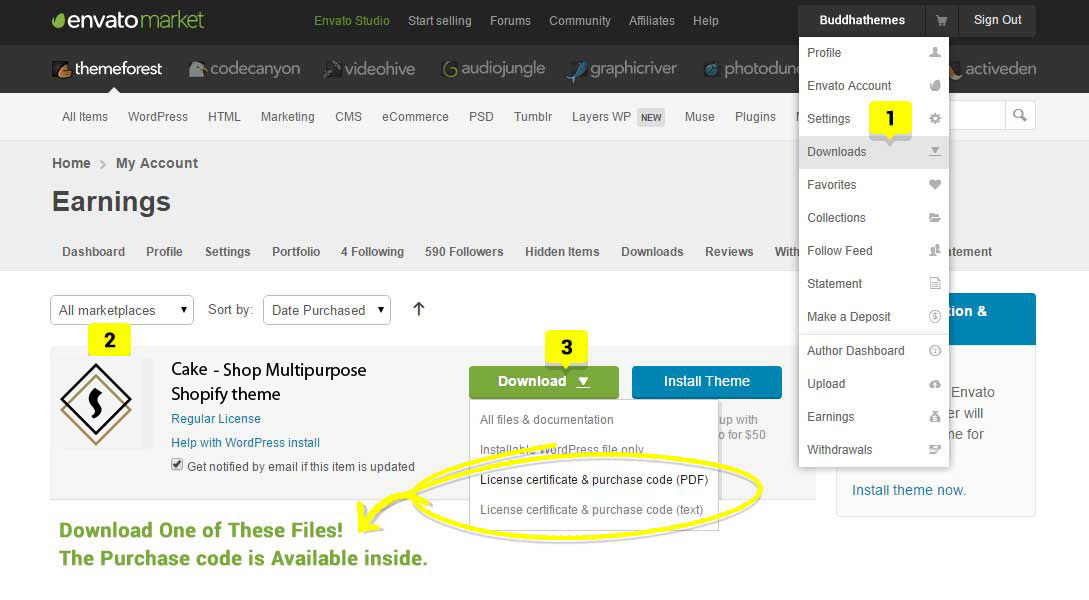 envatomarket
Envato Studio Start selling Forums Community Affiliates Help
Buddhathemes Sign Out
themeforest codecanyon videohive audiojungle graphicriver photodun activeden
All Items WordPress HTML Marketing CMS eCommerce PSD Tumblr Layers WP NEW Muse Plugins
Home > My Account
Earnings
Dashboard Profile Settings Portfolio 4 Following 590 Followers Hidden Items Downloads Reviews With atement
Profile
Envato Account
Settings
1
Downloads
Favorites
Collections
Follow Feed
Statement
Make a Deposit
Author Dashboard
Upload
Earnings
Withdrawals
All marketplaces Sort by: Date Purchased
2
3
Cake - Shop Multipurpose
Shopify theme
Regular License
Help with WordPress install
Get notified by email if this item is updated
Download Install Theme
All files & documentation
Installable WordPress file only
License certificate & purchase code (PDF)
License certificate & purchase code (text)
up with
o for $50
tion &
Envato
er will
me for
Install theme now.
Download One of These Files!
The Purchase code is Available inside.